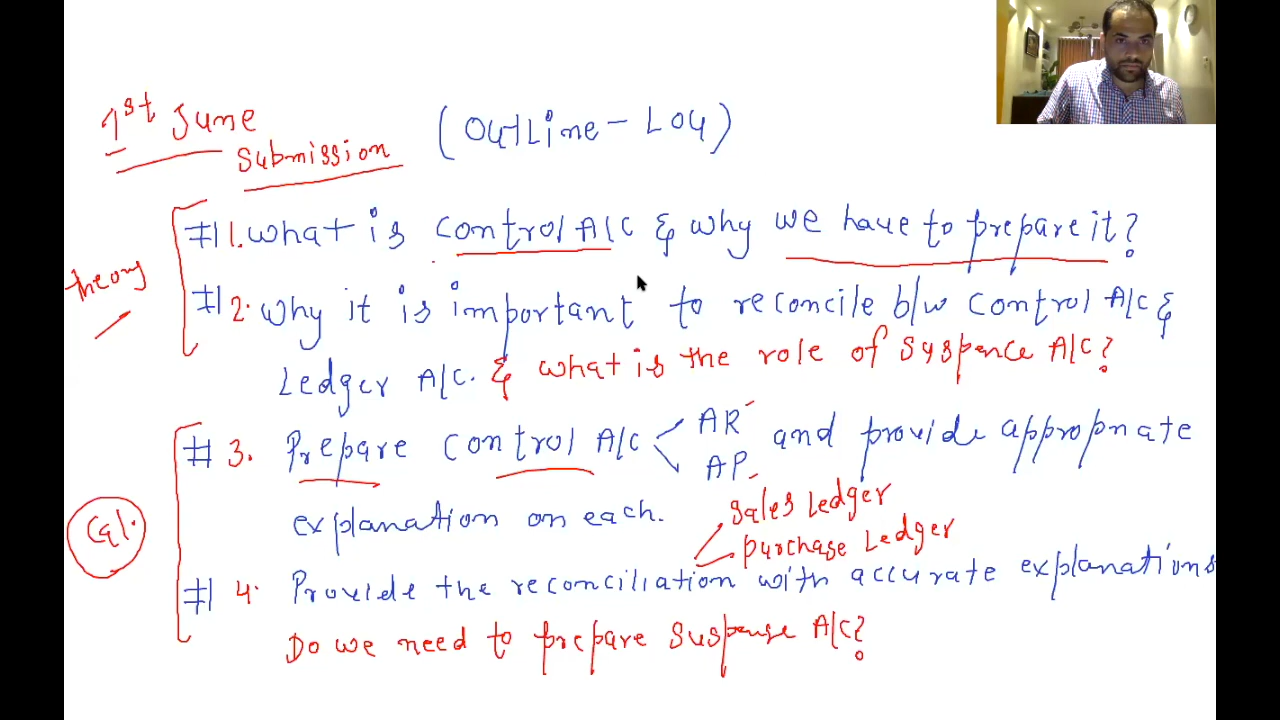 1st June
Submission
(OutLine - LO4)
#1. What is control A/C & why we have to prepare it?
Theory
#2. Why it is important to reconcile b/w control A/C &
Ledger A/C. & what is the role of Suspence A/C?
#3. Prepare control A/C AR and provide appropriate
AP
explanation on each.
Sales Ledger
Purchase Ledger
Cal.
#4. Provide the reconciliation with accurate explanations
Do we need to prepare Suspense A/C?